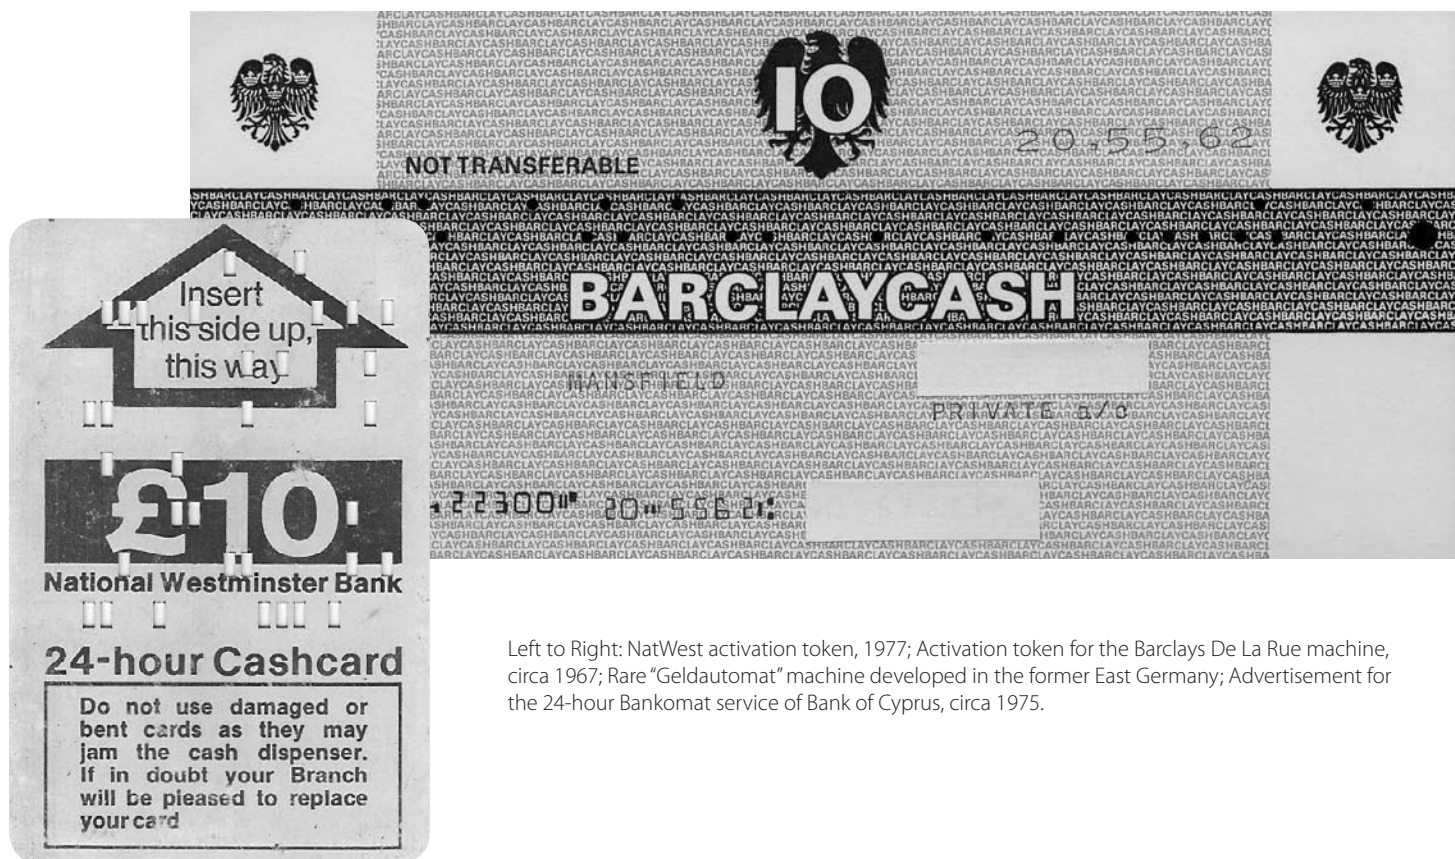 10
20.55.62
NOT TRANSFERABLE
BARCLAYCASH
MANSFIELD
PRIVATE a/c
22300
20 5562
Insert
this side up,
this way
£10
National Westminster Bank
24-hour Cashcard
Do not use damaged or
bent cards as they may
jam the cash dispenser.
If in doubt your Branch
will be pleased to replace
your card
Left to Right: NatWest activation token, 1977; Activation token for the Barclays De La Rue machine,
circa 1967; Rare “Geldautomat” machine developed in the former East Germany; Advertisement for
the 24-hour Bankomat service of Bank of Cyprus, circa 1975.